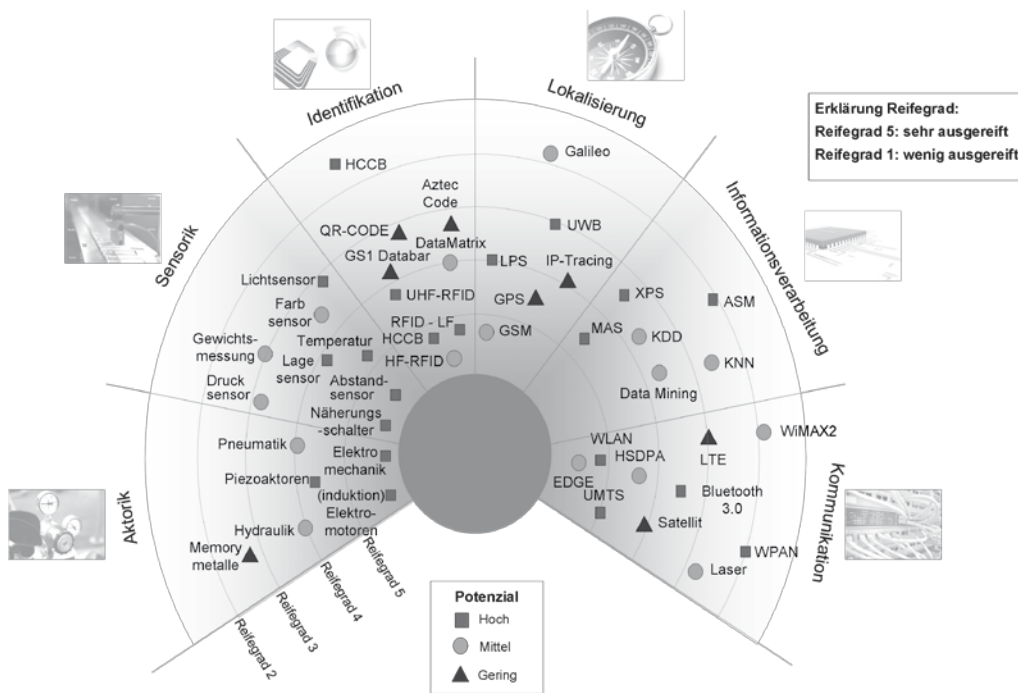 Identifikation
Lokalisierung
Erklärung Reifegrad:
Reifegrad 5: sehr ausgereift
Reifegrad 1: wenig ausgereift
Informationsverarbeitung
Kommunikation
Sensorik
Aktorik
HCCB
Aztec
Code
QR-CODE
DataMatrix
GS1 Databar
UHF-RFID
RFID - LF
HCCB
HF-RFID
Galileo
UWB
LPS
IP-Tracing
GPS
GSM
XPS
ASM
MAS
KDD
KNN
Data Mining
Lichtsensor
Farb
sensor
Gewichts-
messung
Temperatur
Lage
sensor
Druck
sensor
Abstand-
sensor
Näherungs
-schalter
Pneumatik
Elektro
mechanik
Piezoaktoren
(induktion)
Elektro-
motoren
Hydraulik
Memory
metalle
WiMAX2
WLAN
LTE
HSDPA
EDGE
UMTS
Bluetooth
3.0
Satellit
WPAN
Laser
Reifegrad 5
Reifegrad 4
Reifegrad 3
Reifegrad 2
Potenzial
Hoch
Mittel
Gering